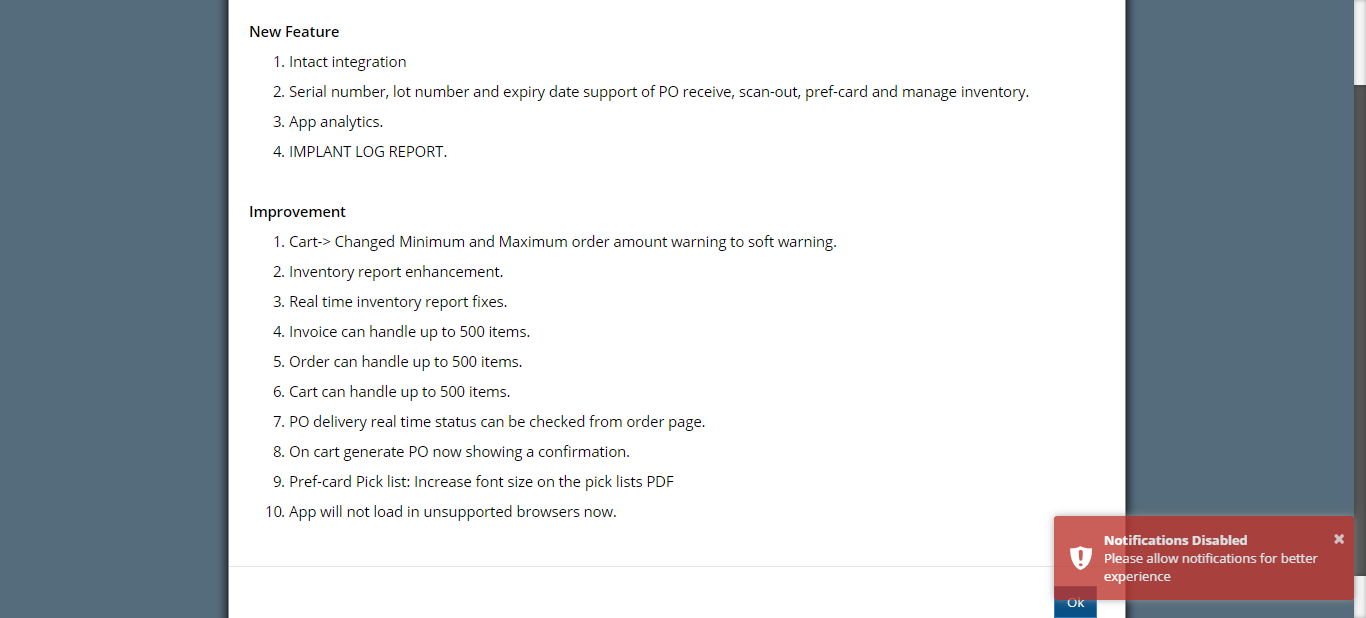 New Feature
1. Intact integration
2. Serial number, lot number and expiry date support of PO receive, scan-out, pref-card and manage inventory.
3. App analytics.
4. IMPLANT LOG REPORT.
Improvement
1. Cart-> Changed Minimum and Maximum order amount warning to soft warning.
2. Inventory report enhancement.
3. Real time inventory report fixes.
4. Invoice can handle up to 500 items.
5. Order can handle up to 500 items.
6. Cart can handle up to 500 items.
7. PO delivery real time status can be checked from order page.
8. On cart generate PO now showing a confirmation.
9. Pref-card Pick list: Increase font size on the pick lists PDF
10. App will not load in unsupported browsers now.
Notifications Disabled
Please allow notifications for better
experience
Ok